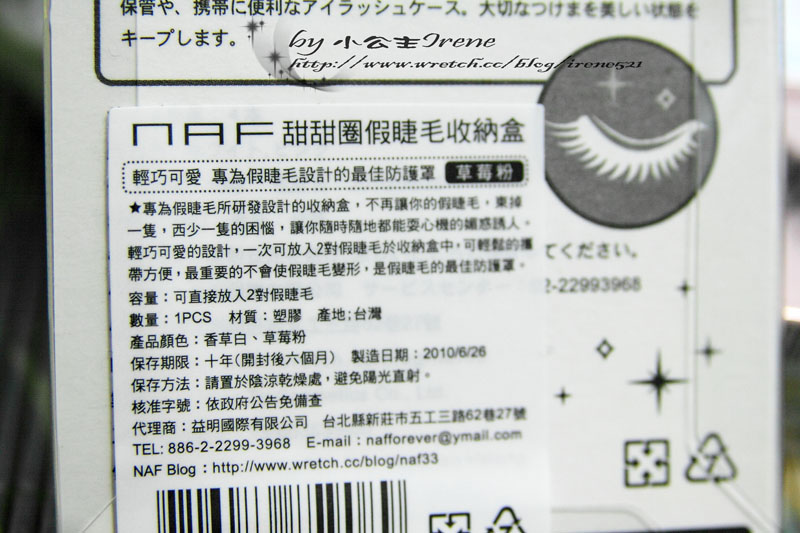 保管や、携帯に便利なアイラッシュケース。大切なつけまを美しい状態を
キープします。
by 小公主Irene
http://www.wretch.cc/blog/irene521
NAF 甜甜圈假睫毛收納盒
輕巧可愛 專為假睫毛設計的最佳防護罩 草莓粉
★專為假睫毛所研發設計的收納盒，不再讓你的假睫毛，東掉
一隻，西少一隻的困惱，讓你隨時隨地都能耍心機的媚惑誘人。
輕巧可愛的設計，一次可放入2對假睫毛於收納盒中，可輕鬆的攜
帶方便，最重要的不會使假睫毛變形，是假睫毛的最佳防護罩。
容量：可直接放入2對假睫毛
數量：1PCS 材質：塑膠 產地：台灣
產品顏色：香草白、草莓粉
保存期限：十年(開封後六個月) 製造日期：2010/6/26
保存方法：請置於陰涼乾燥處，避免陽光直射。
核准字號：依政府公告免備查
代理商：益明國際有限公司 台北縣新莊市五工三路62巷27號
TEL: 886-2-2299-3968 E-mail：nafforever@ymail.com
NAF Blog：http://www.wretch.cc/blog/naf33
てください。
2-22993968